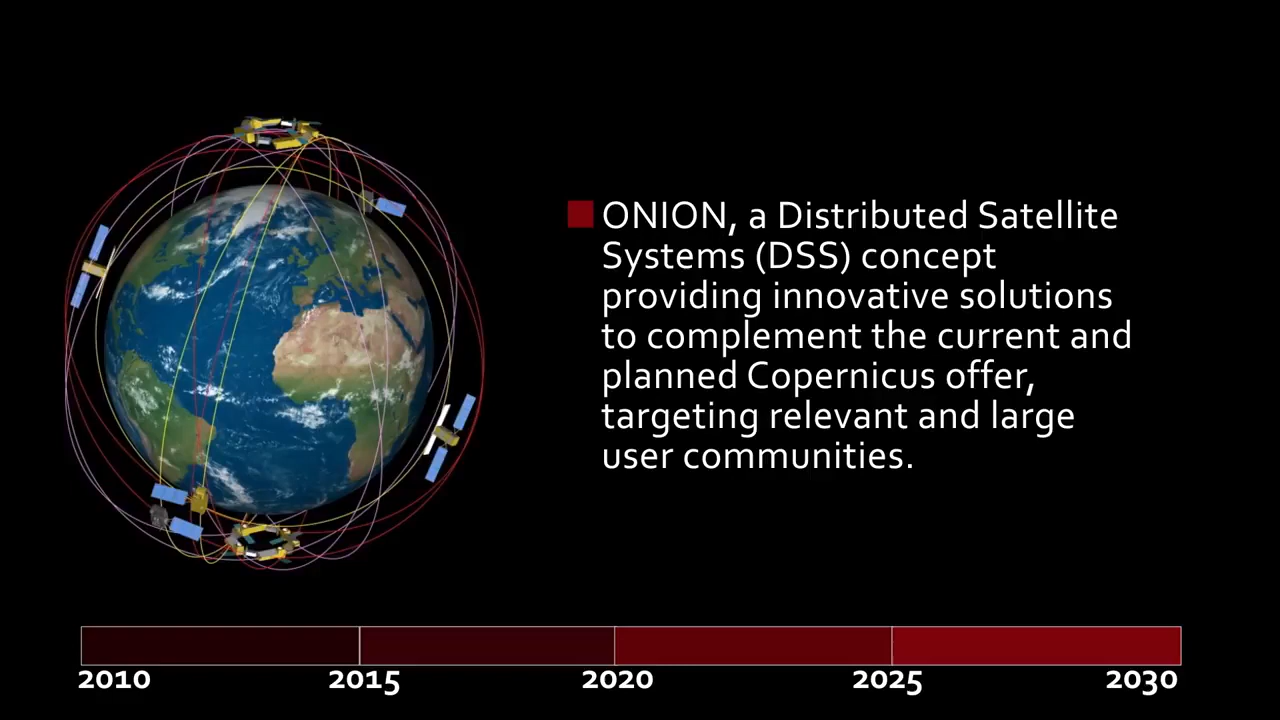 ONION, a Distributed Satellite
Systems (DSS) concept
providing innovative solutions
to complement the current and
planned Copernicus offer,
targeting relevant and large
user communities.
2010 2015 2020 2025 2030